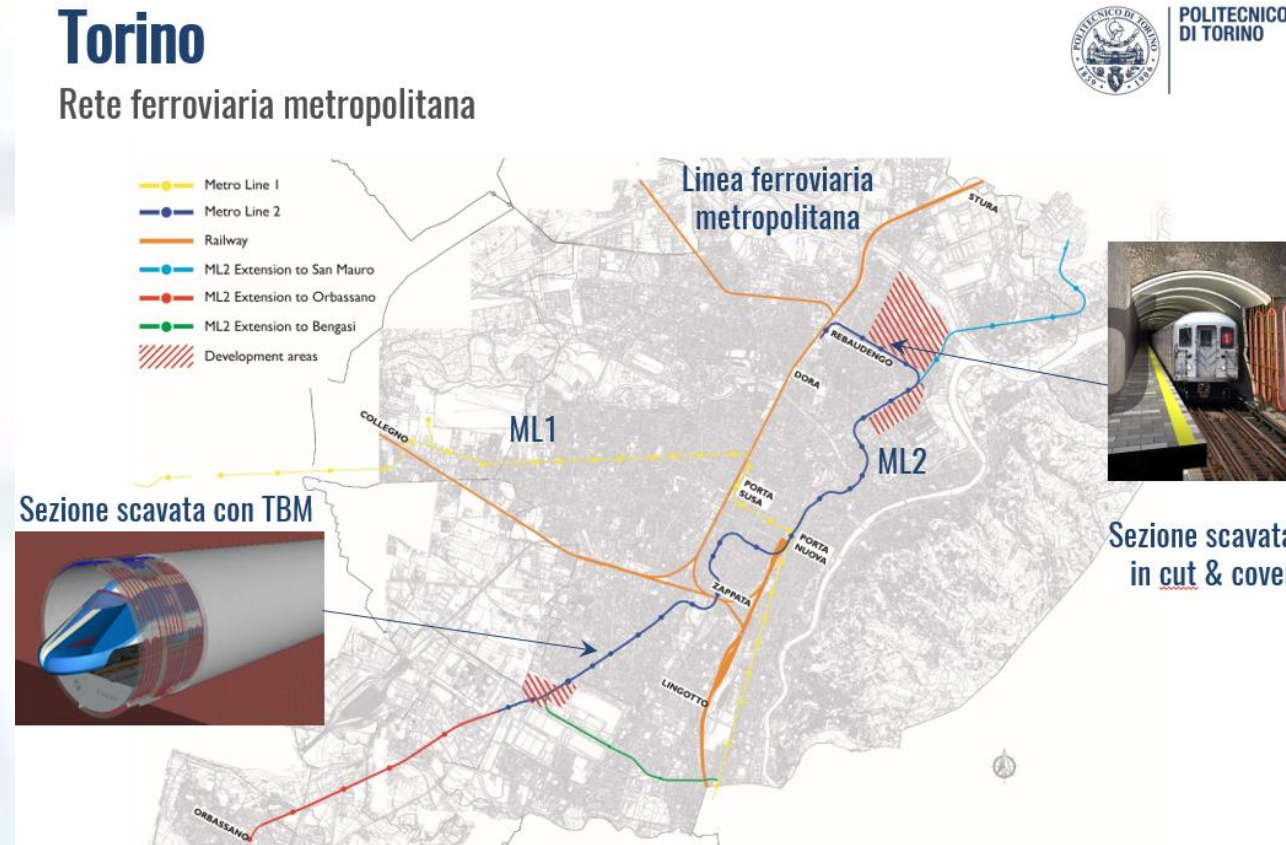 Torino
POLITECNICO
DI TORINO
Rete ferroviaria metropolitana
Metro Line 1
Metro Line 2
Railway
ML2 Extension to San Mauro
ML2 Extension to Orbassano
ML2 Extension to Bengasi
Development areas
Linea ferroviaria
metropolitana
STURA
REBAUDENGO
DORA
COLLEGNO
ML1
ML2
PORTA
SUSA
PORTA
NUOVA
Sezione scavata con TBM
Sezione scavata
in cut & cover
ZAPPATA
LINGOTTO
ORBASSANO